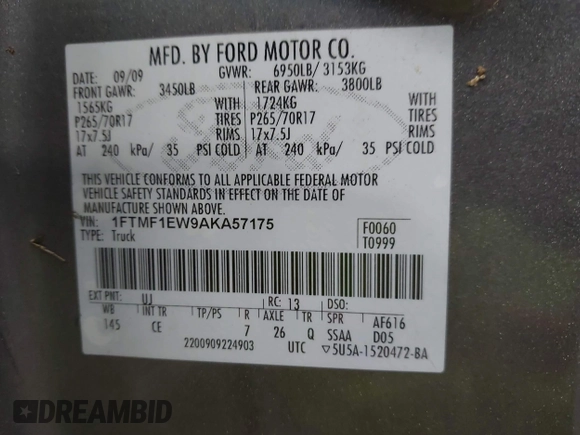 MFD. BY FORD MOTOR CO.
DATE: 09/09 GVWR: 6950LB/ 3153KG
FRONT GAWR: 3450LB REAR GAWR: 3800LB
1565KG WITH 1724KG WITH
P265/70R17 TIRES P265/70R17 TIRES
17x7.5J RIMS 17x7.5J RIMS
AT 240 kPa/ 35 PSI COLD AT 240 kPa/ 35 PSI COLD
THIS VEHICLE CONFORMS TO ALL APPLICABLE FEDERAL MOTOR
VEHICLE SAFETY STANDARDS IN EFFECT ON THE DATE OF
MANUFACTURE SHOWN ABOVE.
VIN: 1FTMF1EW9AKA57175 F0060
TYPE: Truck T0999
EXT PNT: UJ RC: 13 DSO:
WB INT TR TP/PS R AXLE TR SPR AF616
145 CE 7 26 Q SSAA D05
2200909224903 UTC ▽5U5A-1520472-BA
Ford
DREAMBID